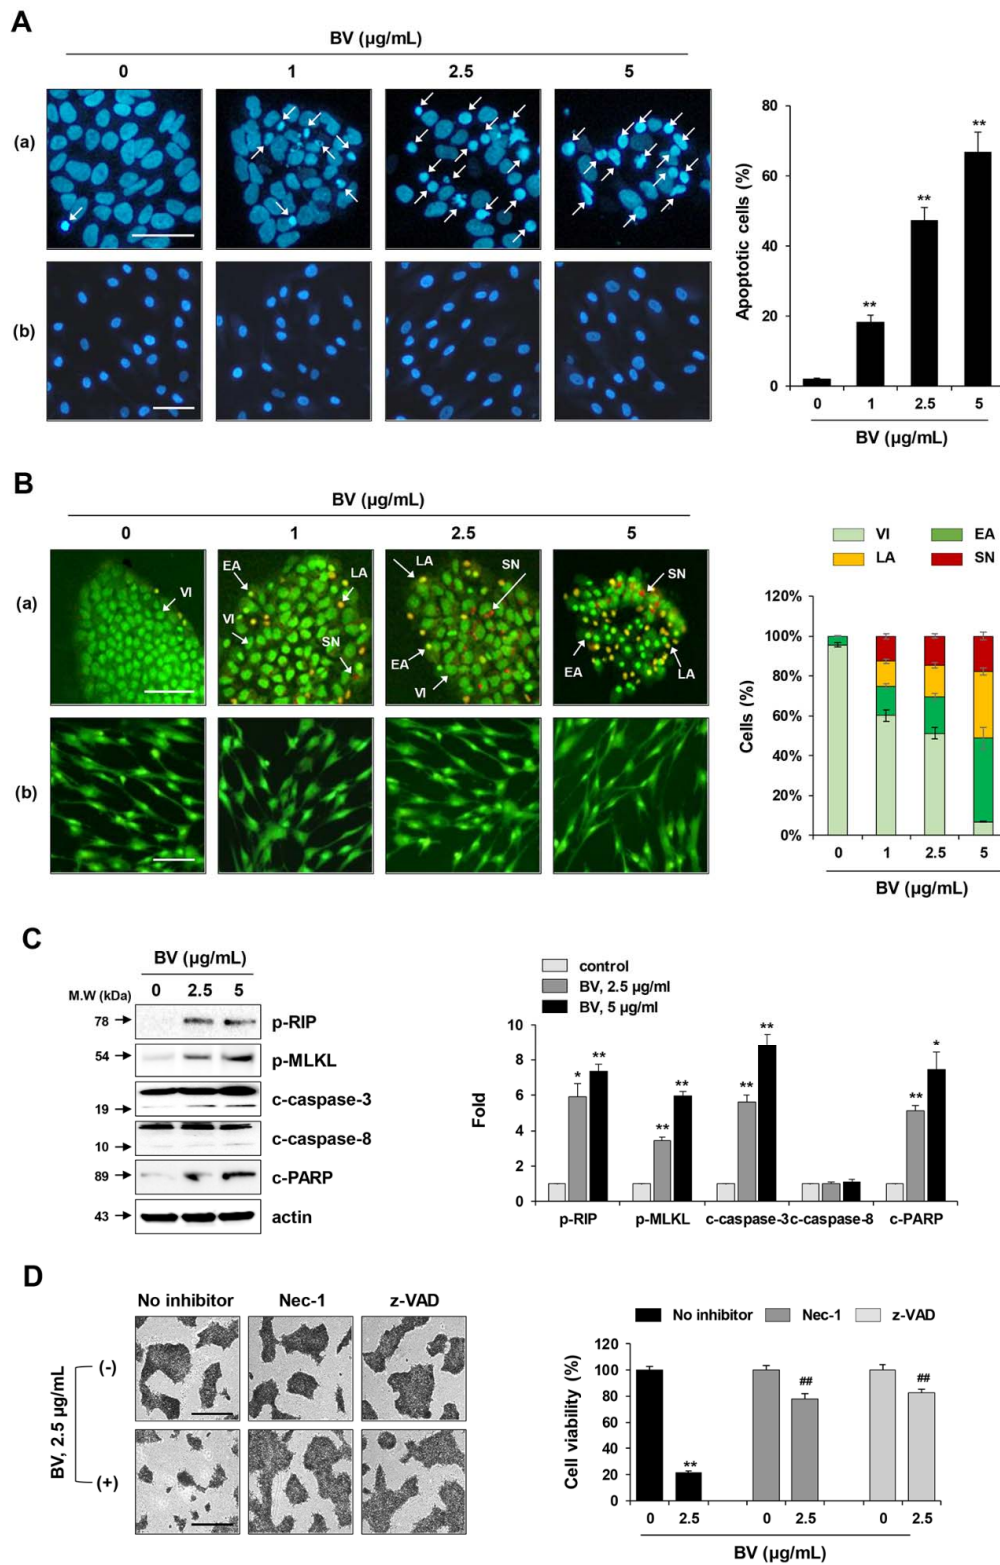 A
BV (µg/mL)
0 1 2.5 5
(a)
(b)
80
60
40
20
0
Apoptotic cells (%)
** ** **
0 1 2.5 5
BV (µg/mL)
B
BV (µg/mL)
0 1 2.5 5
(a)
VI
EA LA VI SN
LA SN EA VI
SN EA LA
(b)
VI EA
LA SN
120%
100%
80%
60%
40%
20%
0%
Cells (%)
0 1 2.5 5
BV (µg/mL)
C
BV (µg/mL)
M.W (kDa) 0 2.5 5
78 p-RIP
54 p-MLKL
19 c-caspase-3
10 c-caspase-8
89 c-PARP
43 actin
control
BV, 2.5 µg/ml
BV, 5 µg/ml
10
8
6
4
2
0
Fold
* ** ** ** ** ** ** *
p-RIP p-MLKL c-caspase-3 c-caspase-8 c-PARP
D
No inhibitor Nec-1 z-VAD
BV, 2.5 µg/mL
(-)
(+)
No inhibitor Nec-1 z-VAD
120
100
80
60
40
20
0
Cell viability (%)
** ## ##
0 2.5 0 2.5 0 2.5
BV (µg/mL)